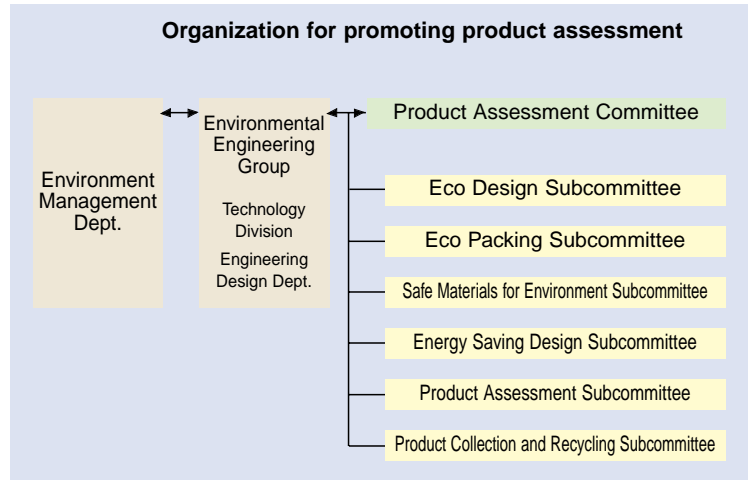 Organization for promoting product assessment
Environment
Management
Dept.
Environmental
Engineering
Group
Technology
Division
Engineering
Design Dept.
Product Assessment Committee
Eco Design Subcommittee
Eco Packing Subcommittee
Safe Materials for Environment Subcommittee
Energy Saving Design Subcommittee
Product Assessment Subcommittee
Product Collection and Recycling Subcommittee